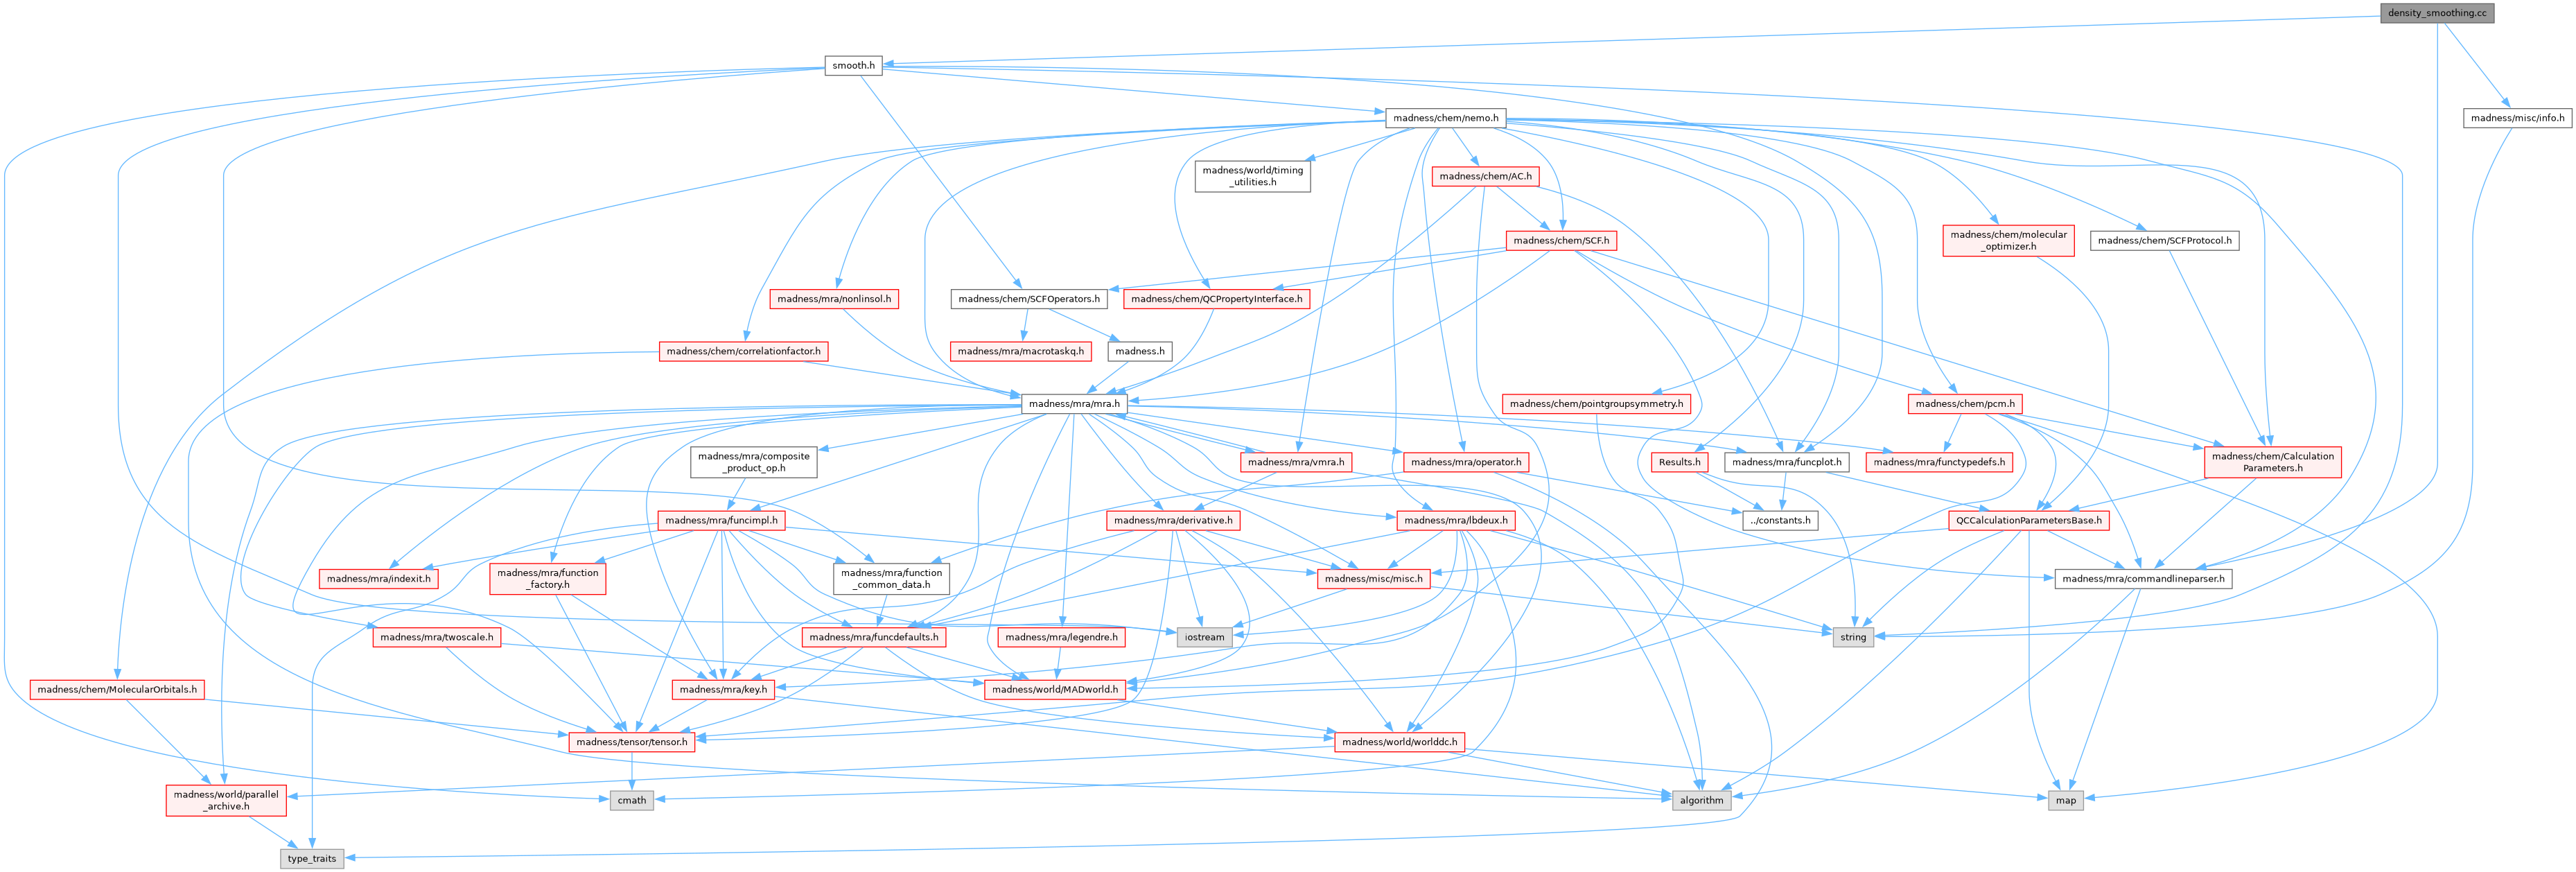 density_smoothing.cc
smooth.h
madness/chem/nemo.h
madness/misc/info.h
madness/world/timing
_utilities.h
madness/chem/AC.h
madness/chem/SCF.h
madness/chem/molecular
_optimizer.h
madness/chem/SCFProtocol.h
madness/mra/nonlinsol.h
madness/chem/SCFOperators.h
madness/chem/QCPropertyInterface.h
madness/chem/correlationfactor.h
madness/mra/macrotaskq.h
madness.h
madness/mra/mra.h
madness/chem/pointgroupsymmetry.h
madness/chem/pcm.h
madness/mra/composite
_product_op.h
madness/mra/vmra.h
madness/mra/operator.h
Results.h
madness/mra/funcplot.h
madness/mra/functypedefs.h
madness/chem/Calculation
Parameters.h
madness/mra/funcimpl.h
madness/mra/derivative.h
madness/mra/lbdeux.h
../constants.h
QCCalculationParametersBase.h
madness/mra/indexit.h
madness/mra/function
_factory.h
madness/mra/function
_common_data.h
madness/misc/misc.h
madness/mra/commandlineparser.h
madness/mra/twoscale.h
madness/mra/funcdefaults.h
madness/mra/legendre.h
iostream
string
madness/chem/MolecularOrbitals.h
madness/mra/key.h
madness/world/MADworld.h
madness/tensor/tensor.h
madness/world/worlddc.h
madness/world/parallel
_archive.h
cmath
algorithm
map
type_traits